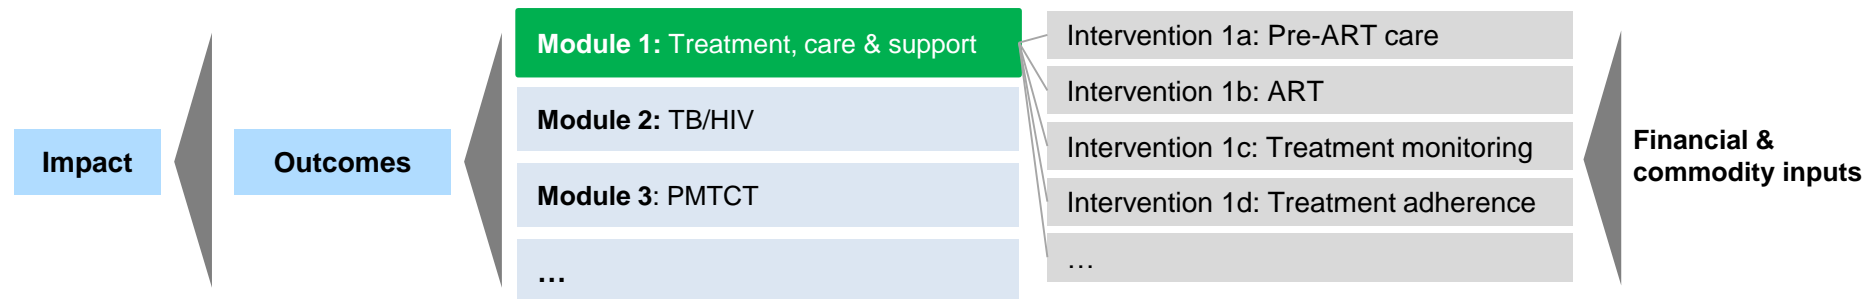 Impact
Outcomes
Module 1: Treatment, care & support
Module 2: TB/HIV
Module 3: PMTCT
…
Intervention 1a: Pre-ART care
Intervention 1b: ART
Intervention 1c: Treatment monitoring
Intervention 1d: Treatment adherence
…
Financial &
commodity inputs